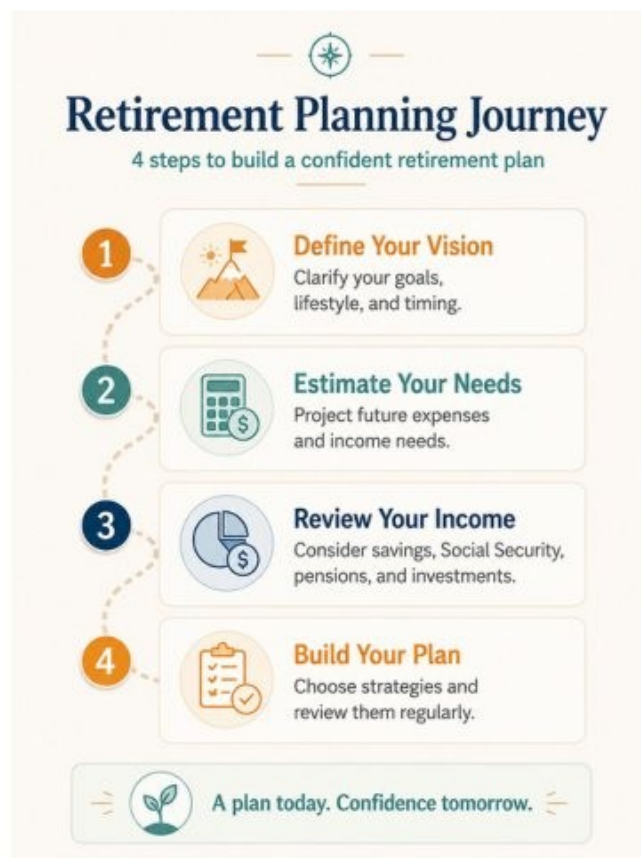 Retirement Planning Journey
4 steps to build a confident retirement plan
1
Define Your Vision
Clarify your goals,
lifestyle, and timing.
2
Estimate Your Needs
$
Project future expenses
and income needs.
3
Review Your Income
$
Consider savings, Social Security,
pensions, and investments.
4
Build Your Plan
Choose strategies and
review them regularly.
A plan today. Confidence tomorrow.